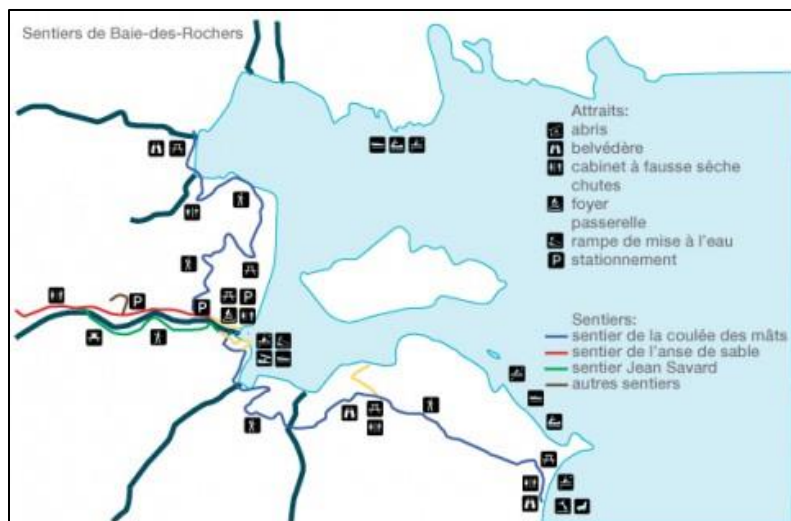 Sentiers de Baie-des-Rochers
Attraits:
abris
belvédère
cabinet à fausse sèche
chutes
foyer
passerelle
rampe de mise à l'eau
P stationnement
Sentiers:
sentier de la coulée des mâts
sentier de l'anse de sable
sentier Jean Savard
autres sentiers
P
P
P